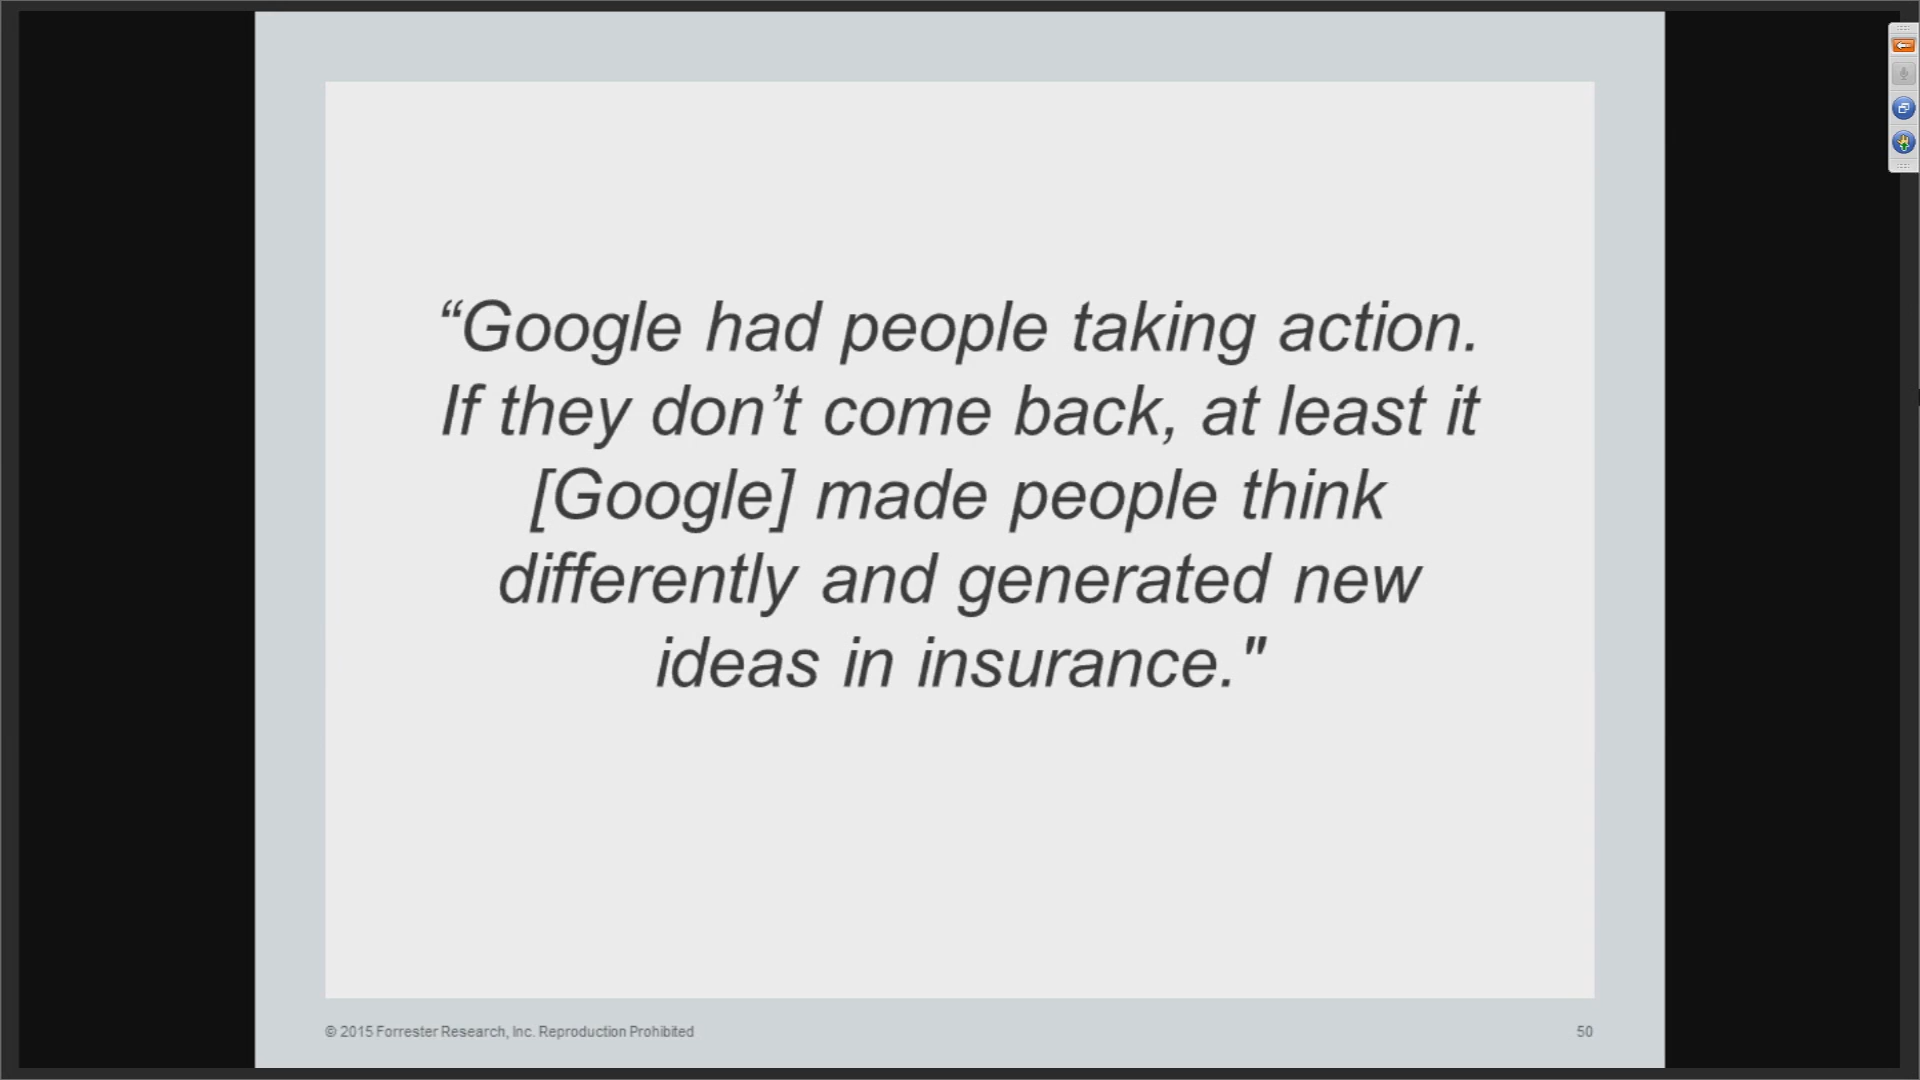 “Google had people taking action.
If they don’t come back, at least it
[Google] made people think
differently and generated new
ideas in insurance."
© 2015 Forrester Research, Inc. Reproduction Prohibited
50